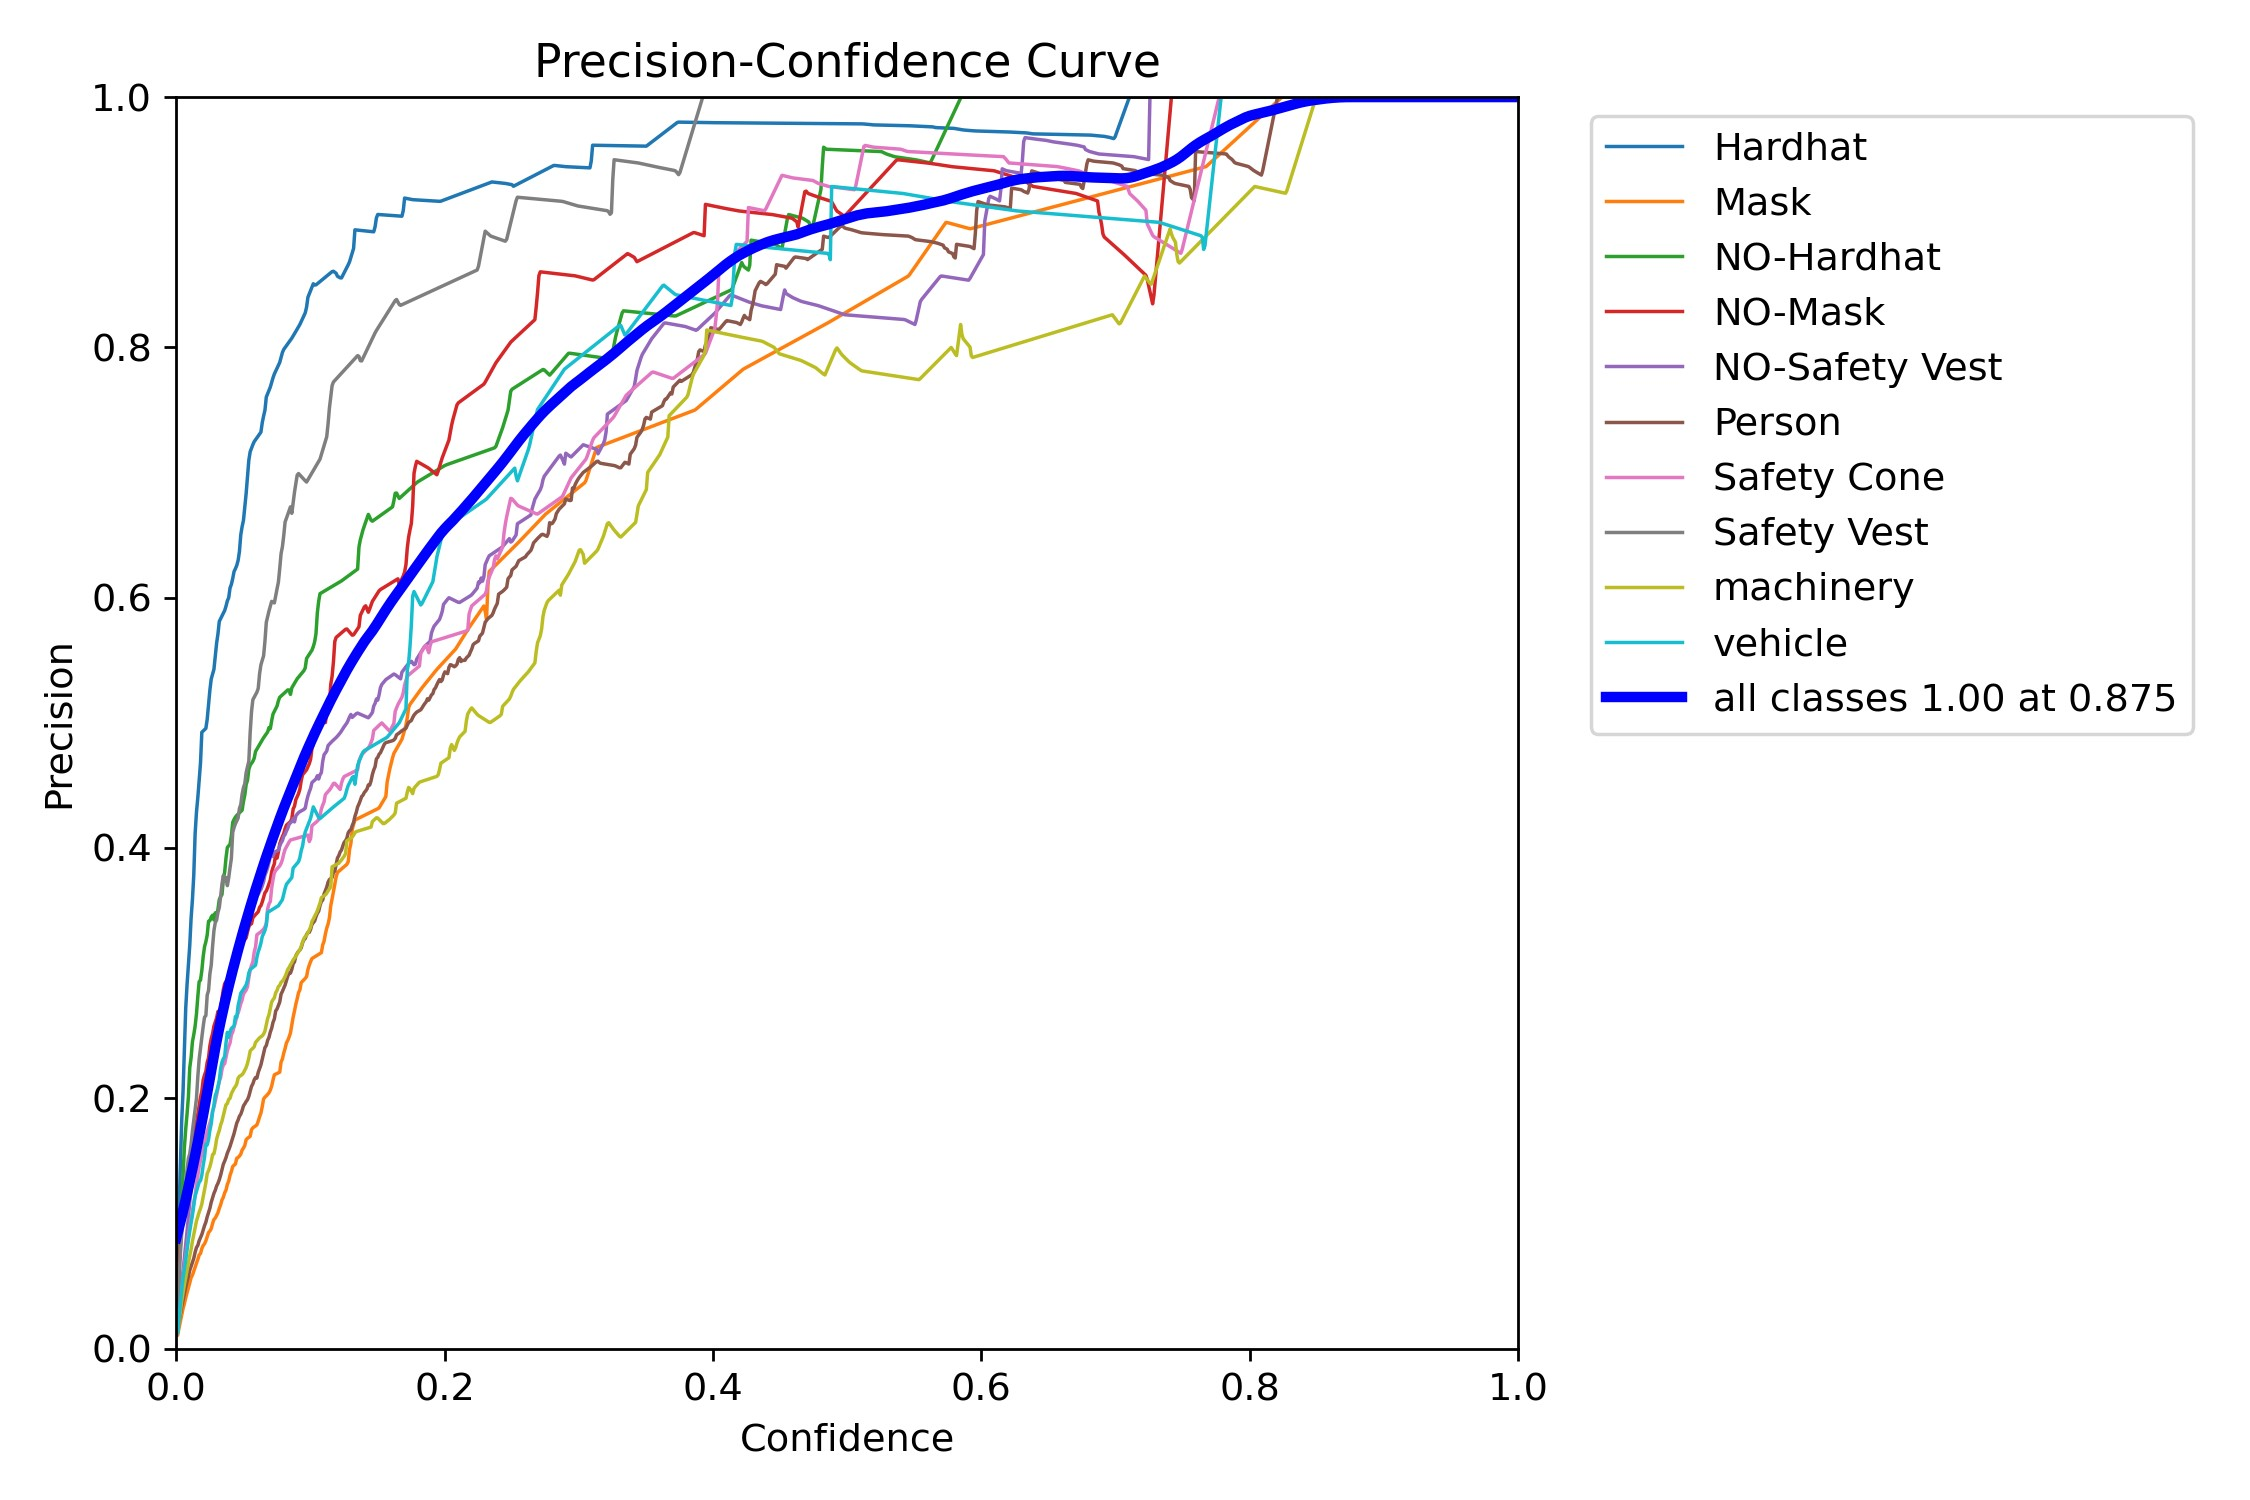 Precision-Confidence Curve
1.0
0.8
0.6
0.4
0.2
0.0
Precision
0.0 0.2 0.4 0.6 0.8 1.0
Confidence
Hardhat
Mask
NO-Hardhat
NO-Mask
NO-Safety Vest
Person
Safety Cone
Safety Vest
machinery
vehicle
all classes 1.00 at 0.875